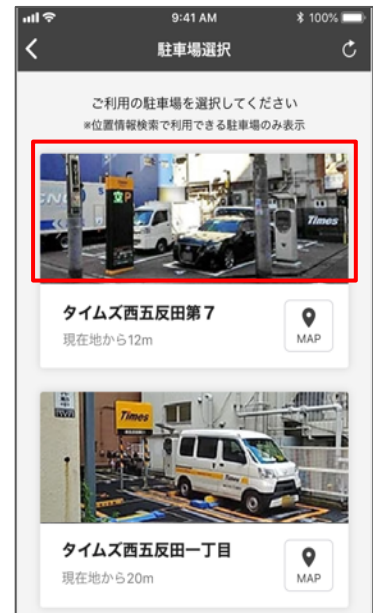 9:41 AM
100%
駐車場選択
ご利用の駐車場を選択してください
※位置情報検索で利用できる駐車場のみ表示
空P
Times
タイムズ西五反田第7
現在地から12m
MAP
Times
Times
タイムズ西五反田一丁目
現在地から20m
MAP